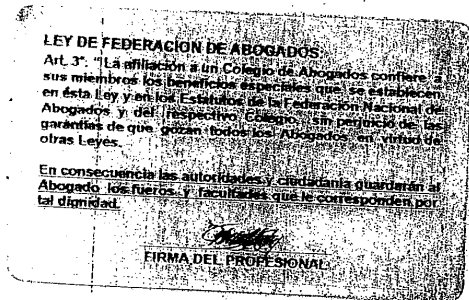 LEY DE FEDERACION DE ABOGADOS
Art. 3º: "La afiliación a un Colegio de Abogados confiere a
sus miembros los beneficios especiales que se establecen
en ésta Ley y en los Estatutos de la Federación Nacional de
Abogados y del respectivo Colegio, sin perjuicio de las
garantías de que gozan todos los Abogados en virtud de
otras Leyes.
En consecuencia las autoridades y ciudadanía guardarán al
Abogado los fueros y facultades que le corresponden por
tal dignidad.
FIRMA DEL PROFESIONAL